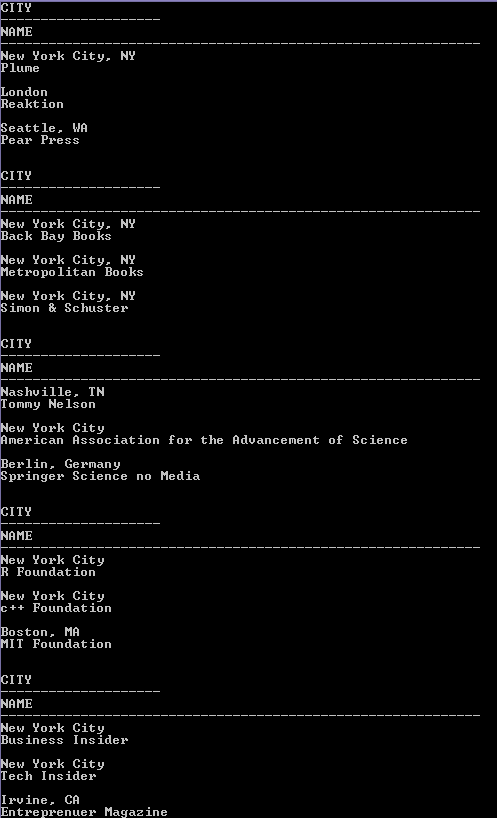 CITY
--------------------
NAME
------------------------------------------------------------
New York City, NY
Plume
London
Reaktion
Seattle, WA
Pear Press
CITY
--------------------
NAME
------------------------------------------------------------
New York City, NY
Back Bay Books
New York City, NY
Metropolitan Books
New York City, NY
Simon & Schuster
CITY
--------------------
NAME
------------------------------------------------------------
Nashville, TN
Tommy Nelson
New York City
American Association for the Advancement of Science
Berlin, Germany
Springer Science no Media
CITY
--------------------
NAME
------------------------------------------------------------
New York City
R Foundation
New York City
c++ Foundation
Boston, MA
MIT Foundation
CITY
--------------------
NAME
------------------------------------------------------------
New York City
Business Insider
New York City
Tech Insider
Irvine, CA
Entreprenuer Magazine